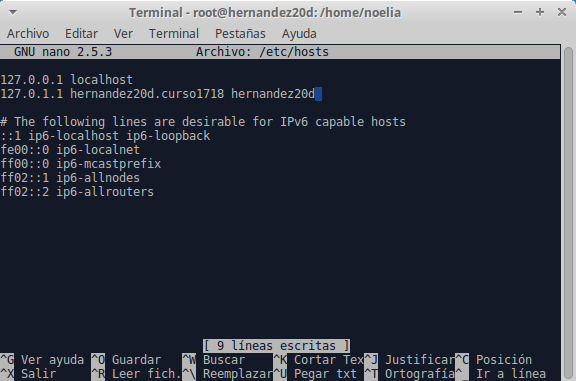 Terminal - root@hernandez20d: /home/noelia
Archivo Editar Ver Terminal Pestañas Ayuda
GNU nano 2.5.3 Archivo: /etc/hosts
127.0.0.1 localhost
127.0.1.1 hernandez20d.curso1718 hernandez20d
# The following lines are desirable for IPv6 capable hosts
::1 ip6-localhost ip6-loopback
fe00::0 ip6-localnet
ff00::0 ip6-mcastprefix
ff02::1 ip6-allnodes
ff02::2 ip6-allrouters
[ 9 líneas escritas ]
^G Ver ayuda ^O Guardar ^W Buscar ^K Cortar Tex^J Justificar^C Posición
^X Salir ^R Leer fich.^\ Reemplazar^U Pegar txt ^T Ortografía^_ Ir a línea